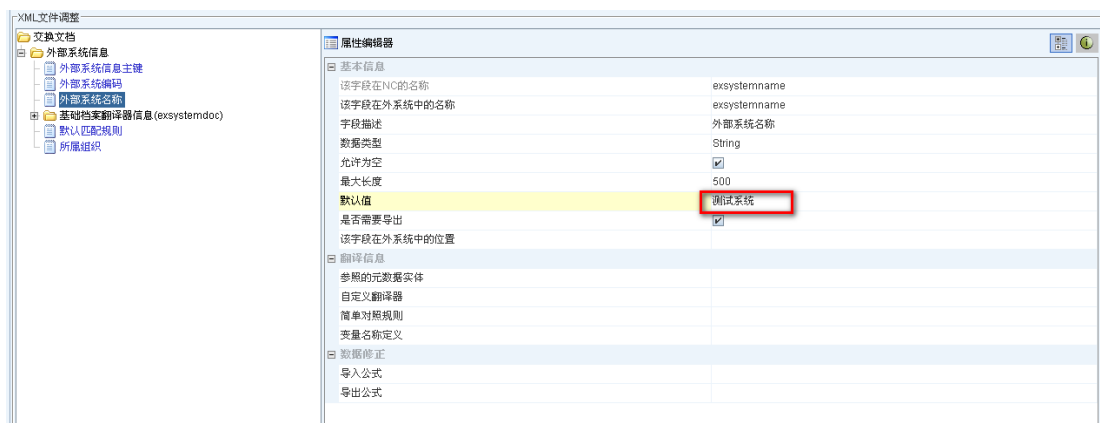 XML文件调整
交换文档
外部系统信息
外部系统信息主键
外部系统编码
外部系统名称
基础档案翻译器信息(exsystemdoc)
默认匹配规则
所属组织
属性编辑器
基本信息
该字段在NC的名称 exsystemname
该字段在外系统中的名称 exsystemname
字段描述 外部系统名称
数据类型 String
允许为空
最大长度 500
默认值 测试系统
是否需要导出
该字段在外系统中的位置
翻译信息
参照的元数据实体
自定义翻译器
简单对照规则
变量名称定义
数据修正
导入公式
导出公式